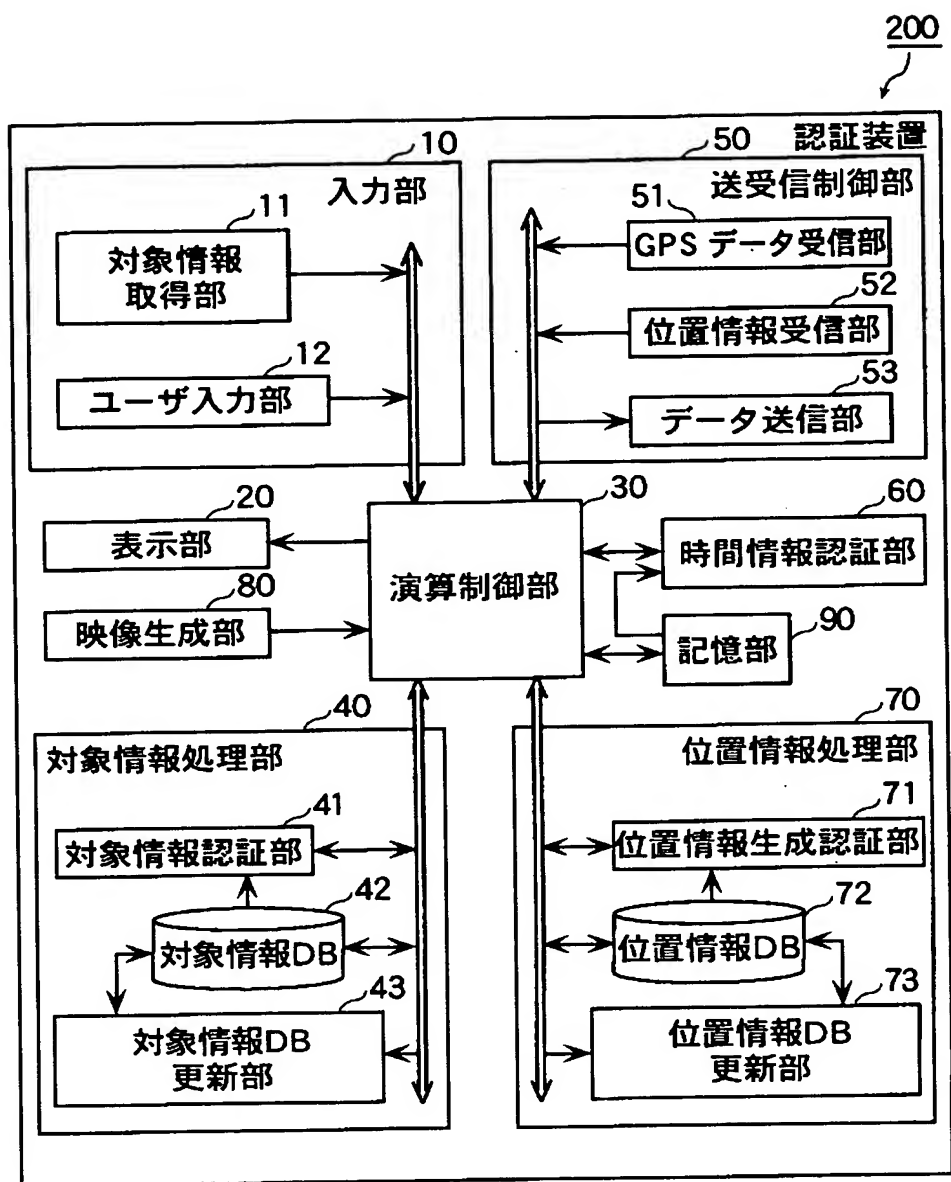 200
認証装置
10
入力部
11
対象情報
取得部
12
ユーザ入力部
50
送受信制御部
51
GPS データ受信部
52
位置情報受信部
53
データ送信部
20
表示部
80
映像生成部
30
演算制御部
60
時間情報認証部
90
記憶部
40
対象情報処理部
41
対象情報認証部
42
対象情報DB
43
対象情報DB
更新部
70
位置情報処理部
71
位置情報生成認証部
72
位置情報DB
73
位置情報DB
更新部